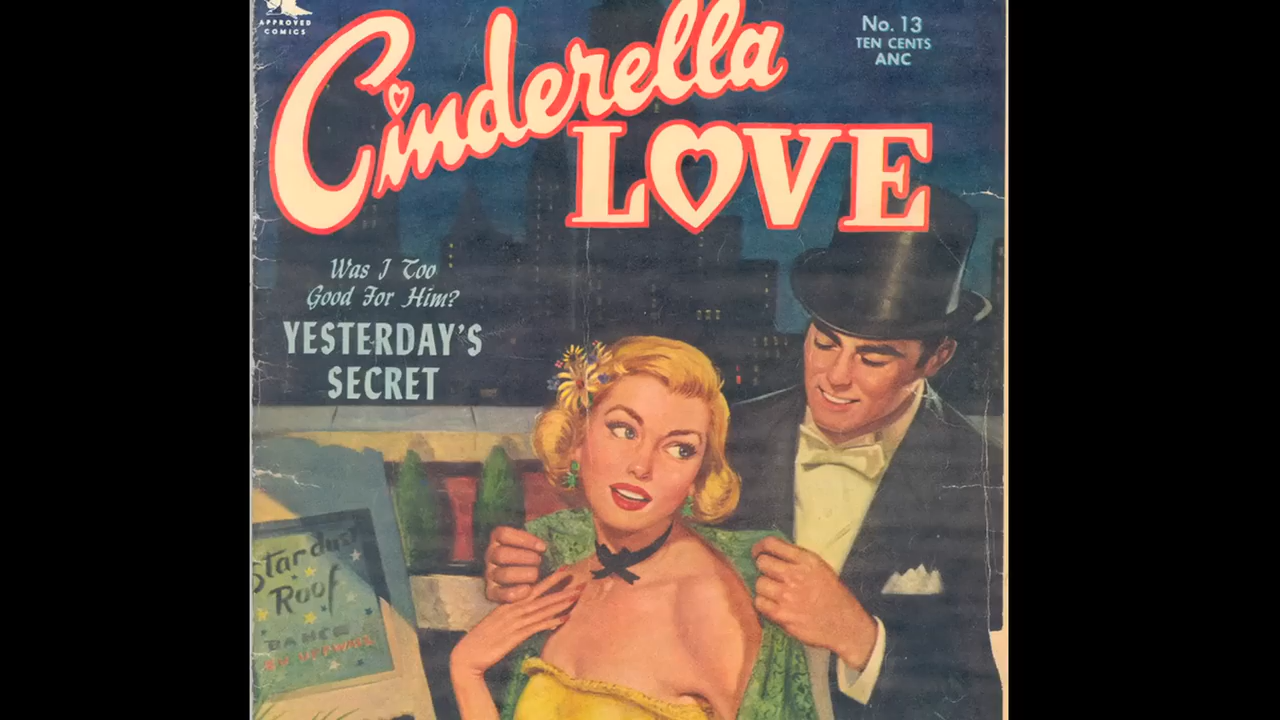 APPROVED
COMICS
Cinderella
LOVE
No. 13
TEN CENTS
ANC
Was I Too
Good For Him?
YESTERDAY'S
SECRET
Stardust
Roof
DANCE